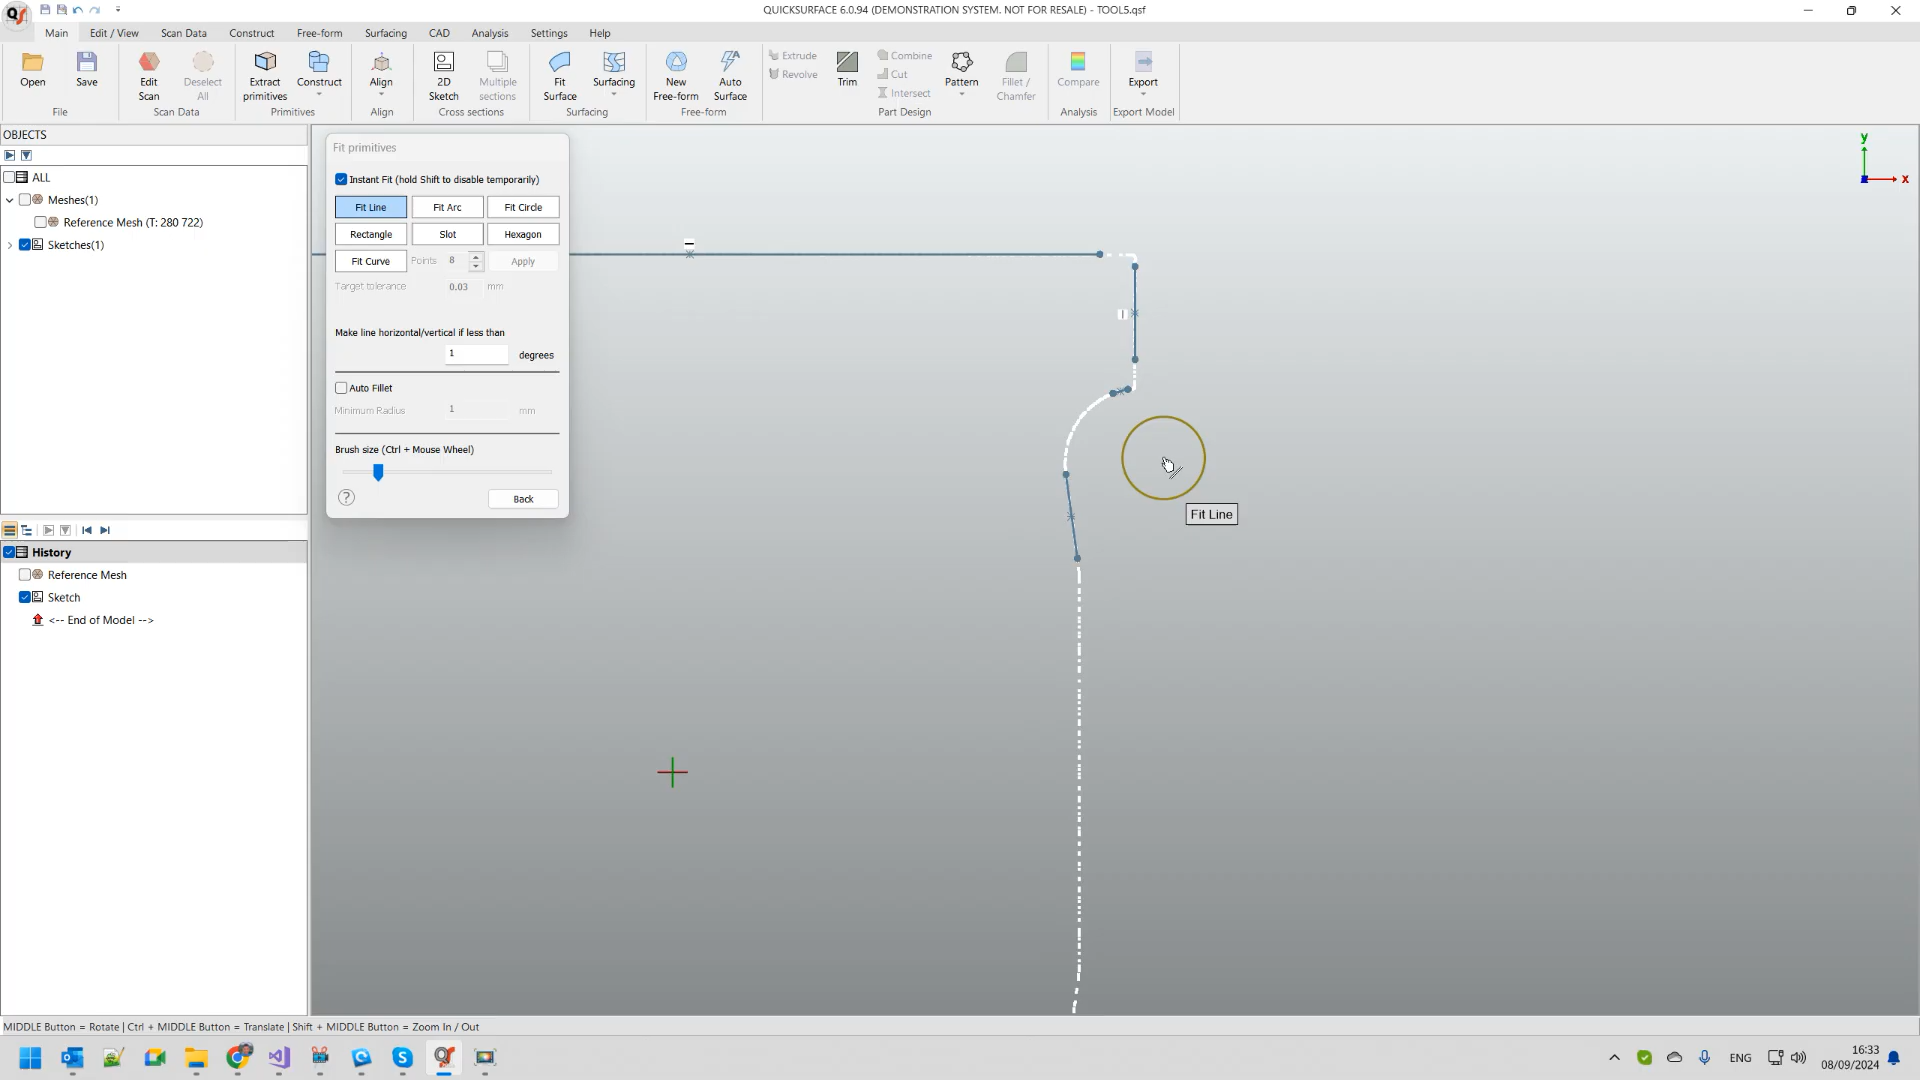 QUICKSURFACE 6.0.94 (DEMONSTRATION SYSTEM. NOT FOR RESALE) - TOOL5.qsf
Main Edit / View Scan Data Construct Free-form Surfacing CAD Analysis Settings Help
Open
Save
File
Edit
Scan
Deselect
All
Scan Data
Extract
primitives
Construct
Primitives
Align
Align
2D
Sketch
Multiple
sections
Cross sections
Fit
Surface
Surfacing
Surfacing
New
Free-form
Auto
Surface
Free-form
Extrude
Revolve
Trim
Combine
Cut
Intersect
Pattern
Fillet /
Chamfer
Part Design
Compare
Analysis
Export
Export Model
OBJECTS
ALL
Meshes(1)
Reference Mesh (T: 280 722)
Sketches(1)
History
Reference Mesh
Sketch
<-- End of Model -->
Fit primitives
Instant Fit (hold Shift to disable temporarily)
Fit Line Fit Arc Fit Circle
Rectangle Slot Hexagon
Fit Curve Points 8 Apply
Target tolerance 0.03 mm
Make line horizontal/vertical if less than
1 degrees
Auto Fillet
Minimum Radius 1 mm
Brush size (Ctrl + Mouse Wheel)
? Back
y
x
Fit Line
MIDDLE Button = Rotate | Ctrl + MIDDLE Button = Translate | Shift + MIDDLE Button = Zoom In / Out
ENG
16:33
08/09/2024